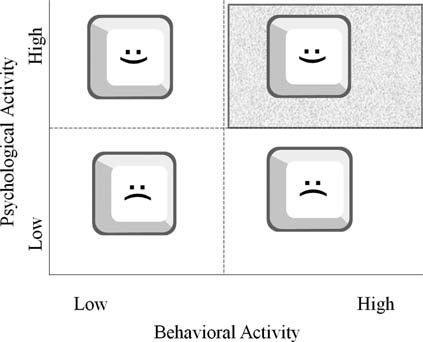 Psychological Activity
High
Low
Low
High
Behavioral Activity